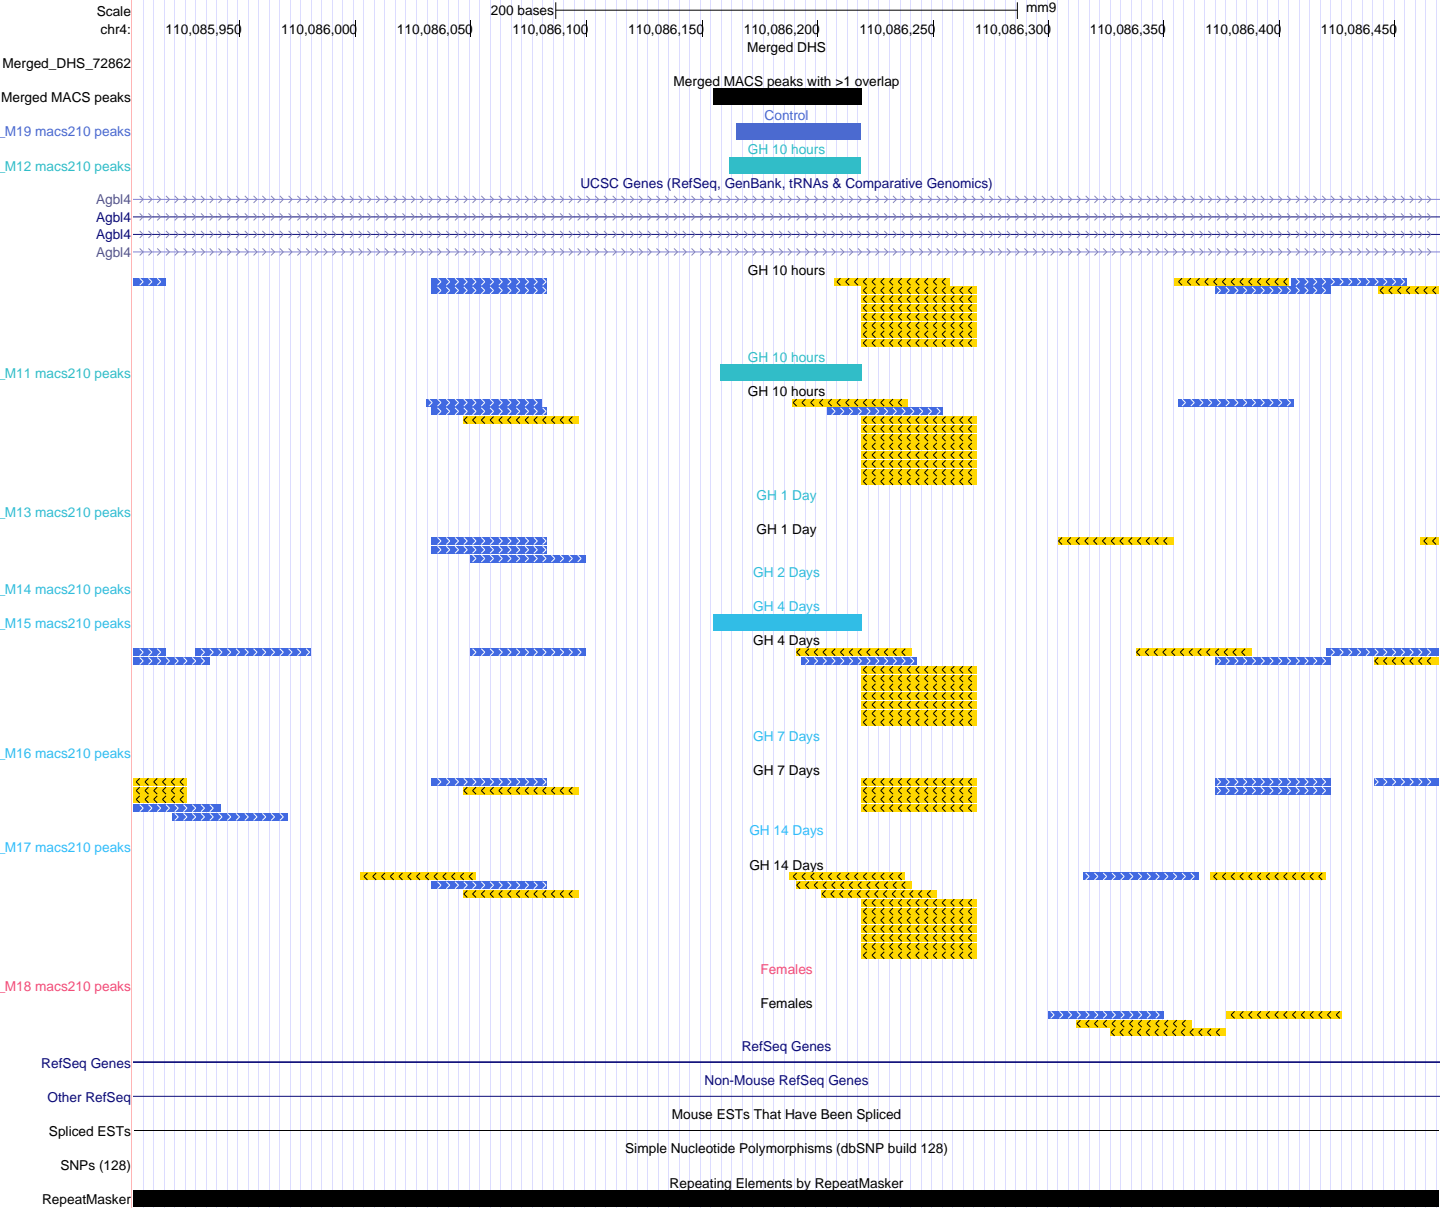 Scale 200 bases mm9
chr4: 110,085,950 110,086,000 110,086,050 110,086,100 110,086,150 110,086,200 110,086,250 110,086,300 110,086,350 110,086,400 110,086,450
Merged DHS
Merged_DHS_72862
Merged MACS peaks with >1 overlap
Merged MACS peaks
Control
_M19 macs210 peaks
GH 10 hours
_M12 macs210 peaks
UCSC Genes (RefSeq, GenBank, tRNAs & Comparative Genomics)
Agbl4
Agbl4
Agbl4
Agbl4
GH 10 hours
GH 10 hours
_M11 macs210 peaks
GH 10 hours
GH 1 Day
_M13 macs210 peaks
GH 1 Day
GH 2 Days
_M14 macs210 peaks
GH 4 Days
_M15 macs210 peaks
GH 4 Days
GH 7 Days
_M16 macs210 peaks
GH 7 Days
GH 14 Days
_M17 macs210 peaks
GH 14 Days
Females
_M18 macs210 peaks
Females
RefSeq Genes
RefSeq Genes
Non-Mouse RefSeq Genes
Other RefSeq
Mouse ESTs That Have Been Spliced
Spliced ESTs
Simple Nucleotide Polymorphisms (dbSNP build 128)
SNPs (128)
Repeating Elements by RepeatMasker
RepeatMasker